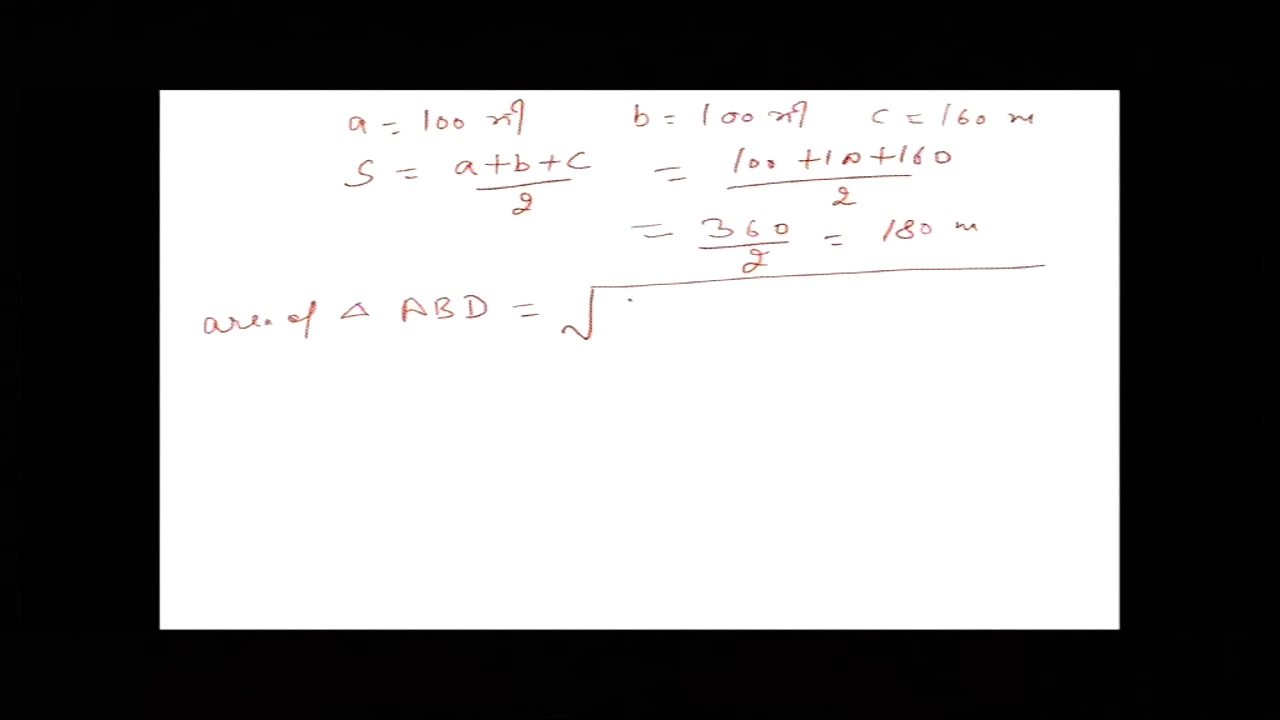 a = 100 m b = 100 m c = 160 m
S = a+b+c/2 = 100+100+160/2
= 360/2 = 180 m
area of △ ABD = √